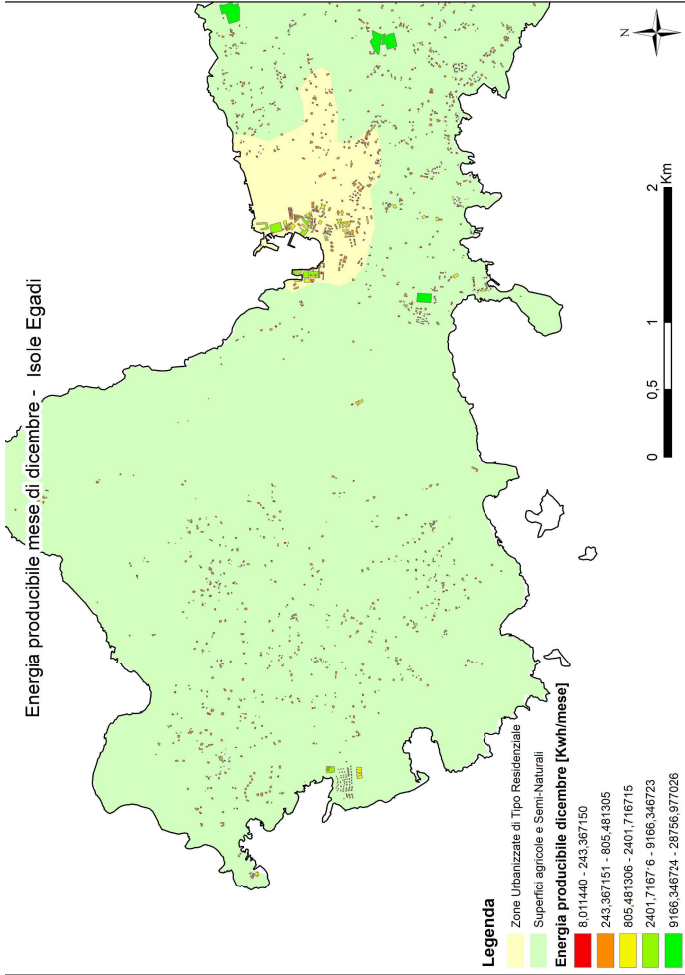 Energia producibile mese di dicembre - Isole Egadi
N
0 0,5 1 2
Km
Legenda
Zone Urbanizzate di Tipo Residenziale
Superfici agricole e Semi-Naturali
Energia producibile dicembre [Kwh/mese]
8,011440 - 243,367150
243,367151 - 805,481305
805,481306 - 2401,716715
2401,7167·6 - 9166,346723
9166,346724 - 28756,977026